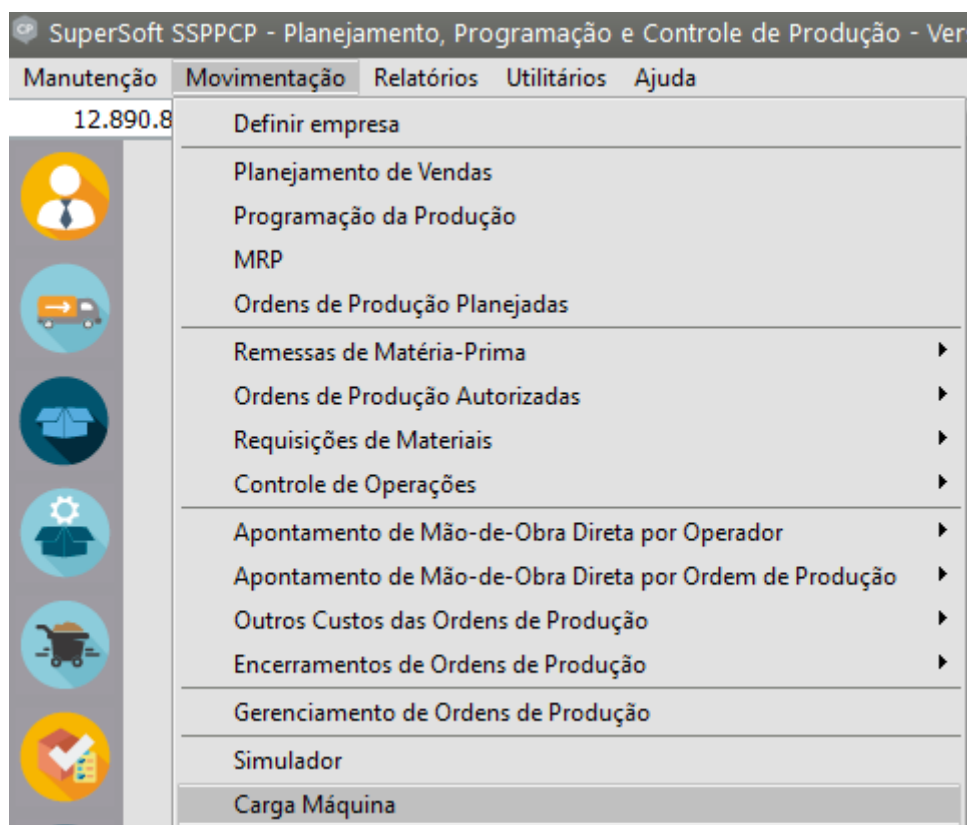 SuperSoft SSPPCP - Planejamento, Programação e Controle de Produção - Ver
Manutenção Movimentação Relatórios Utilitários Ajuda
12.890.8
Definir empresa
Planejamento de Vendas
Programação da Produção
MRP
Ordens de Produção Planejadas
Remessas de Matéria-Prima
Ordens de Produção Autorizadas
Requisições de Materiais
Controle de Operações
Apontamento de Mão-de-Obra Direta por Operador
Apontamento de Mão-de-Obra Direta por Ordem de Produção
Outros Custos das Ordens de Produção
Encerramentos de Ordens de Produção
Gerenciamento de Ordens de Produção
Simulador
Carga Máquina